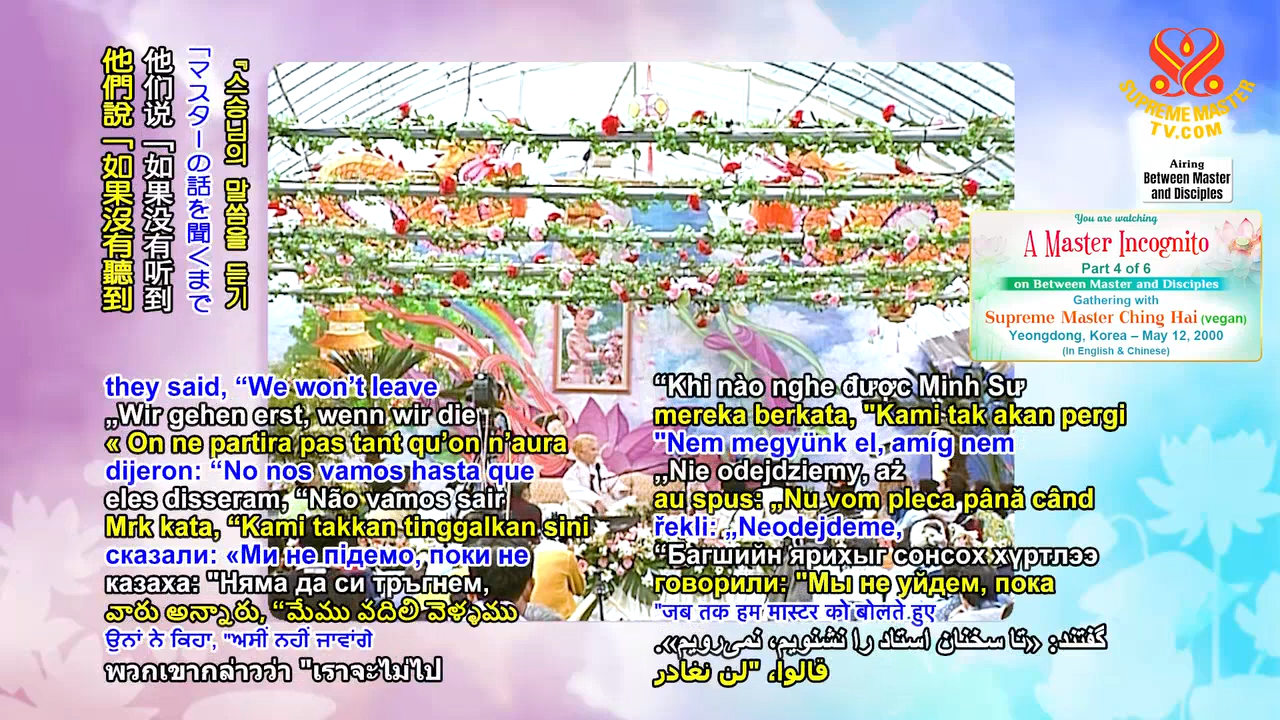 他們說「如果沒有聽到
他们说「如果没有听到
「マスターの話を聞くまで
『스승님의 말씀을 듣기
SUPREME MASTER
TV.COM
Airing
Between Master
and Disciples
You are watching
A Master Incognito
Part 4 of 6
on Between Master and Disciples
Gathering with
Supreme Master Ching Hai (vegan)
Yeongdong, Korea – May 12, 2000
(In English & Chinese)
they said, “We won’t leave
„Wir gehen erst, wenn wir die
« On ne partira pas tant qu’on n’aura
dijeron: “No nos vamos hasta que
eles disseram, “Não vamos sair
Mrk kata, “Kami takkan tinggalkan sini
сказали: «Ми не підемо, поки не
казаха: "Няма да си тръгнем,
వారు అన్నారు, “మేము వదిలి వెళ్ళము
ਉਨਾਂ ਨੇ ਕਿਹਾ, "ਅਸੀਂ ਨਹੀਂ ਜਾਵਾਂਗੇ
พวกเขากล่าวว่า "เราจะไม่ไป
“Khi nào nghe được Minh Sư
mereka berkata, "Kami tak akan pergi
"Nem megyünk el, amíg nem
„Nie odejdziemy, aż
au spus: „Nu vom pleca până când
řekli: „Neodejdeme,
“Багшийн ярихыг сонсох хүртлээ
говорили: "Мы не уйдем, пока
"जब तक हम मास्टर को बोलते हुए
گفتند: «تا سخنان استاد را نشنویم، نمی‌رویم».
قالوا، "لن نغادر